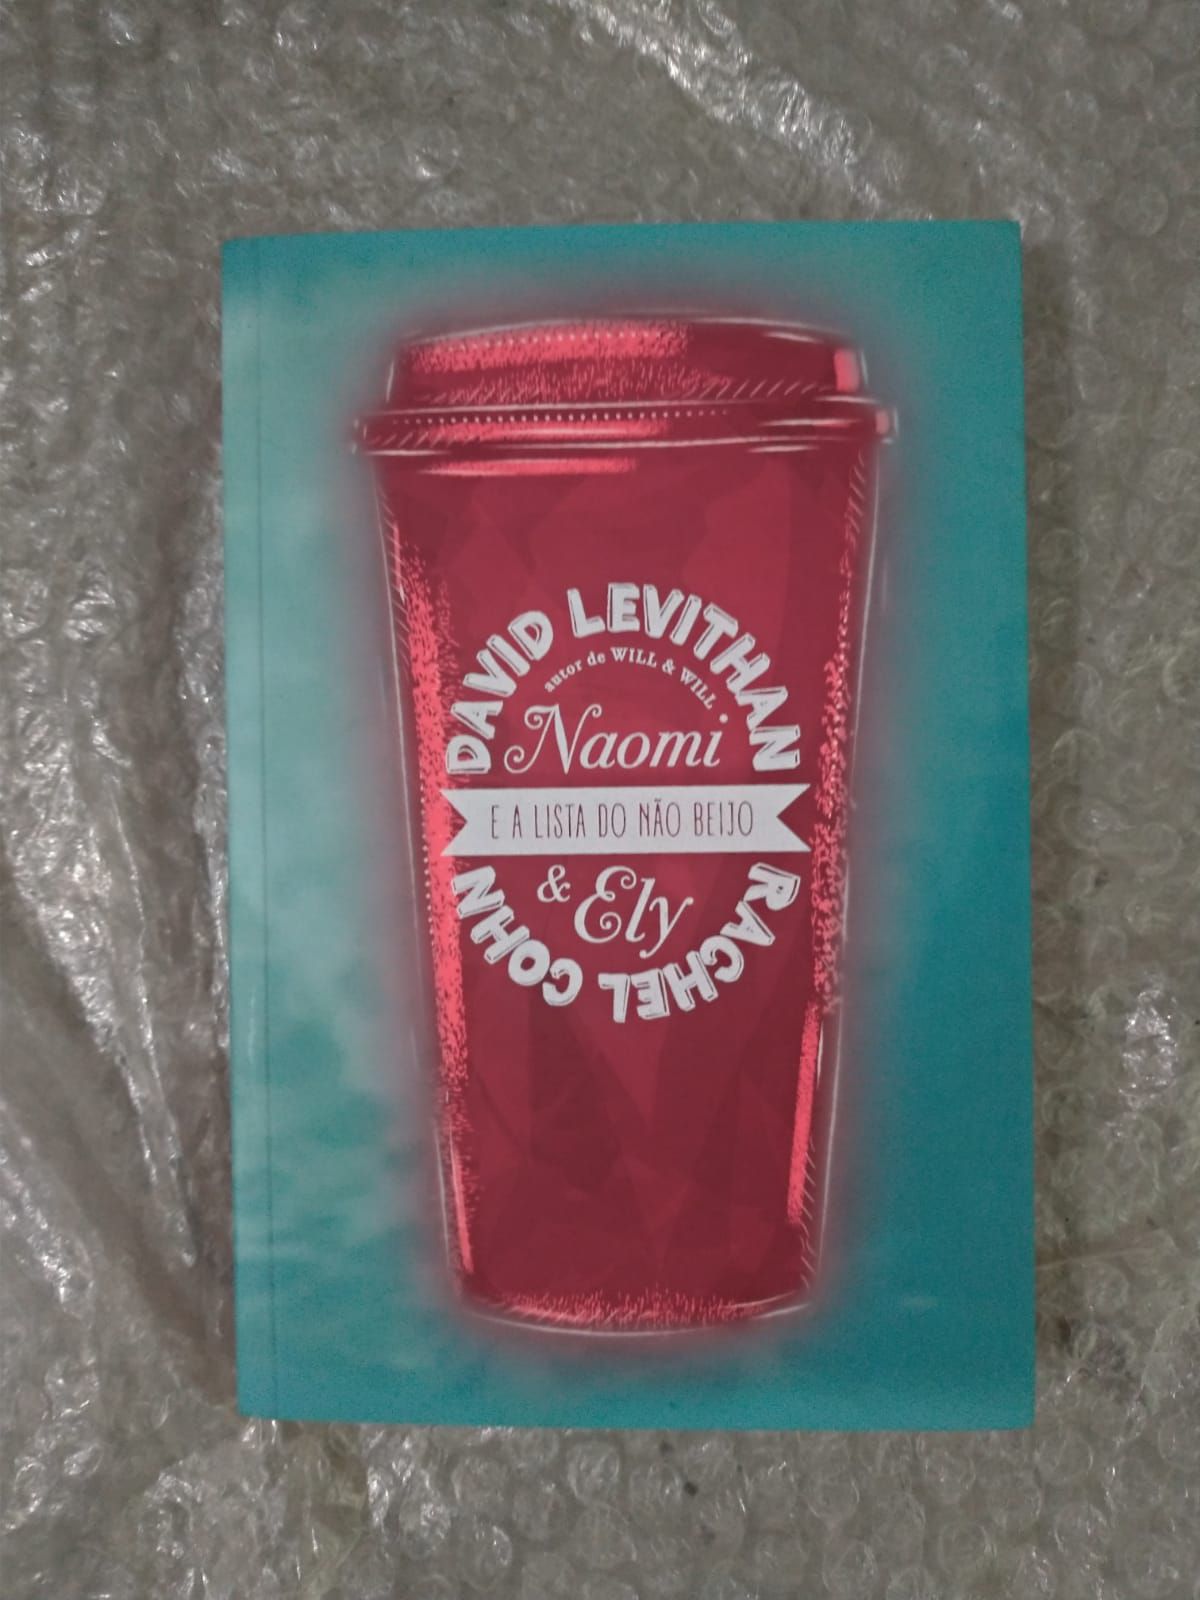 DAVID LEVITHAN
autor de WILL & WILL
Naomi
E A LISTA DO NÃO BEIJO
& Ely
RACHEL COHN